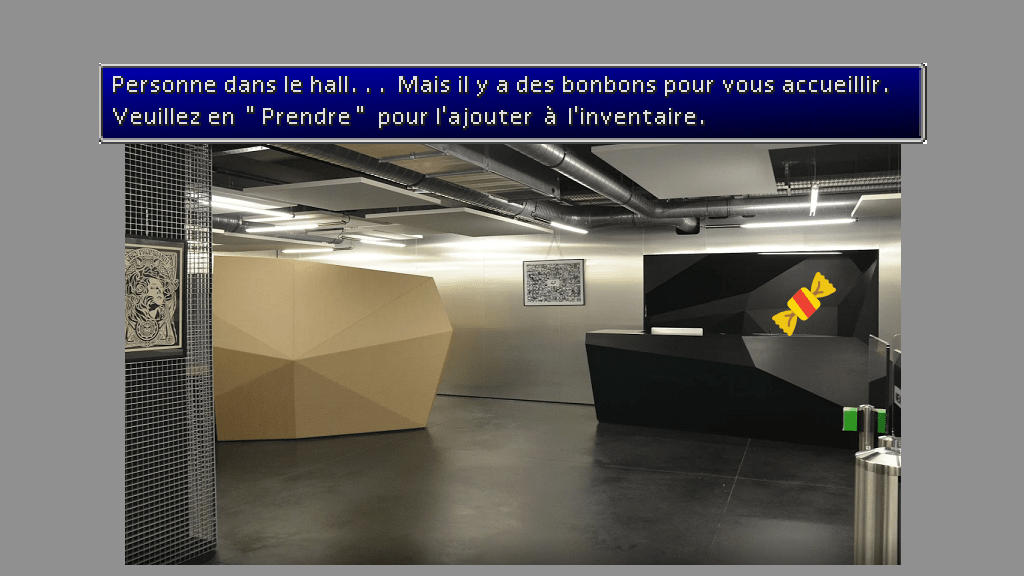 Personne dans le hall... Mais il y a des bonbons pour vous accueillir.
Veuillez en "Prendre" pour l'ajouter à l'inventaire.